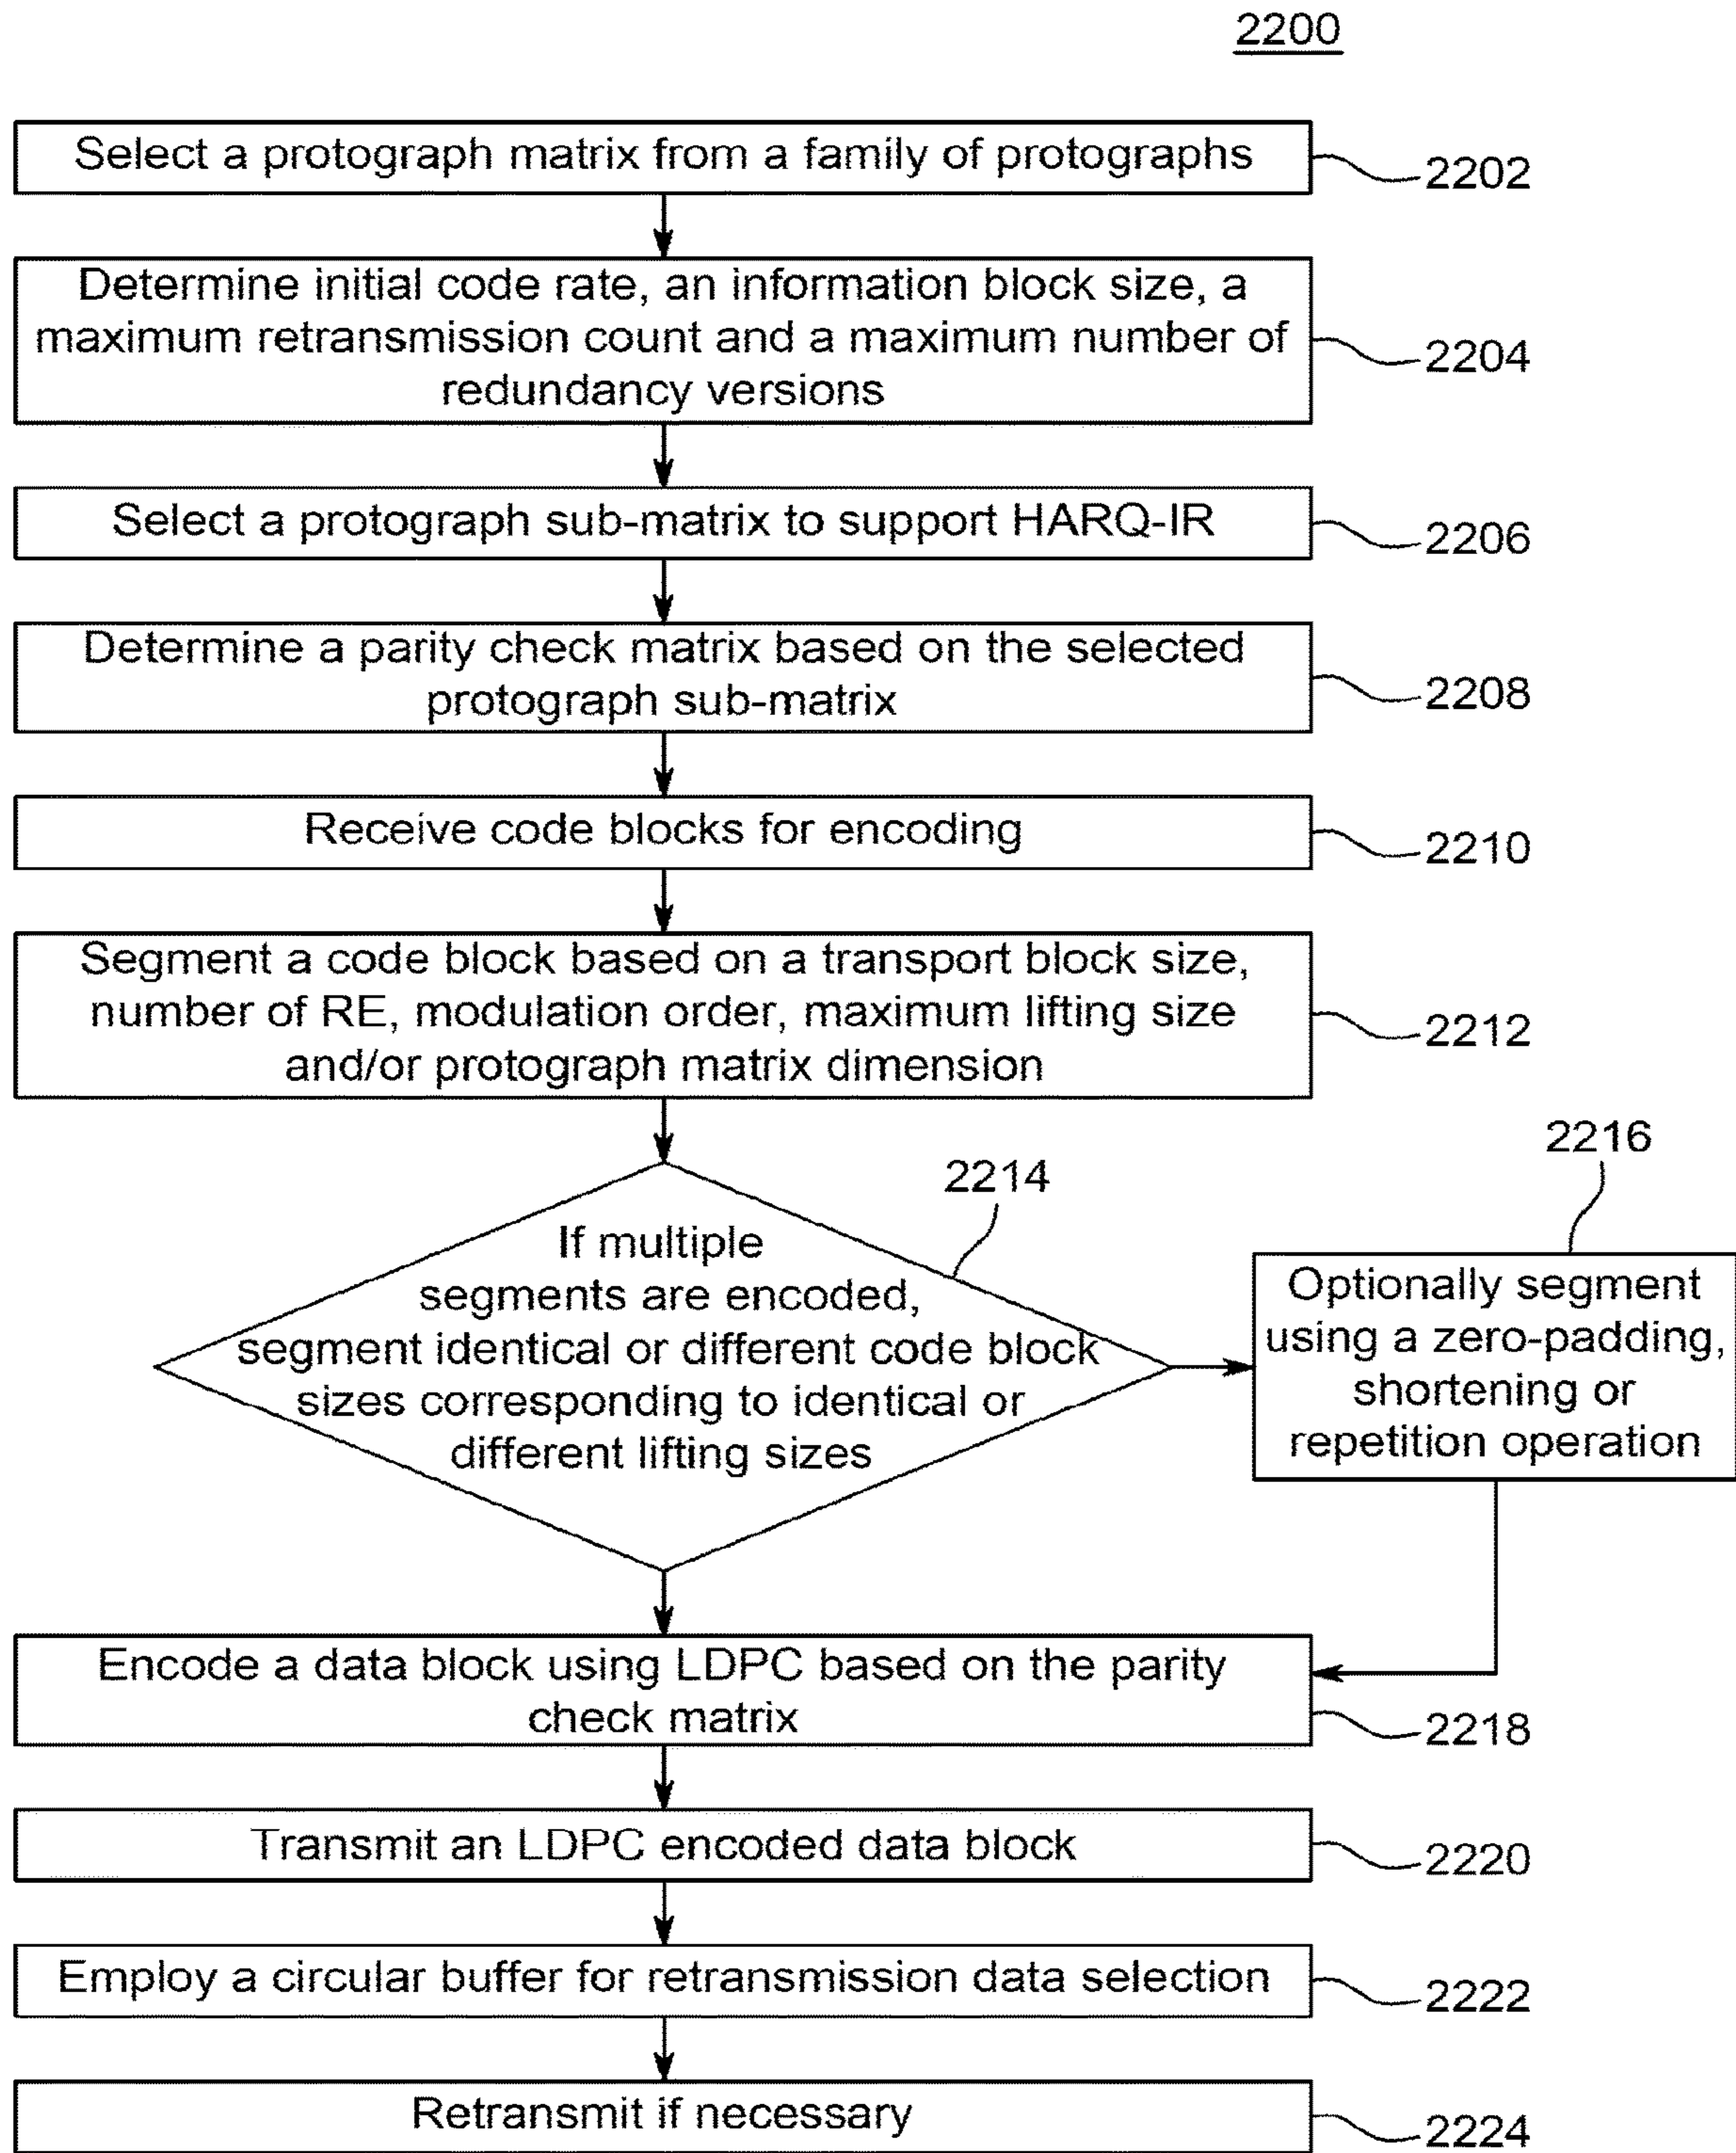 2200
Select a protograph matrix from a family of protographs
2202
Determine initial code rate, an information block size, a
maximum retransmission count and a maximum number of
redundancy versions
2204
Select a protograph sub-matrix to support HARQ-IR
2206
Determine a parity check matrix based on the selected
protograph sub-matrix
2208
Receive code blocks for encoding
2210
Segment a code block based on a transport block size,
number of RE, modulation order, maximum lifting size
and/or protograph matrix dimension
2212
2214
If multiple
segments are encoded,
segment identical or different code block
sizes corresponding to identical or
different lifting sizes
2216
Optionally segment
using a zero-padding,
shortening or
repetition operation
Encode a data block using LDPC based on the parity
check matrix
2218
Transmit an LDPC encoded data block
2220
Employ a circular buffer for retransmission data selection
2222
Retransmit if necessary
2224